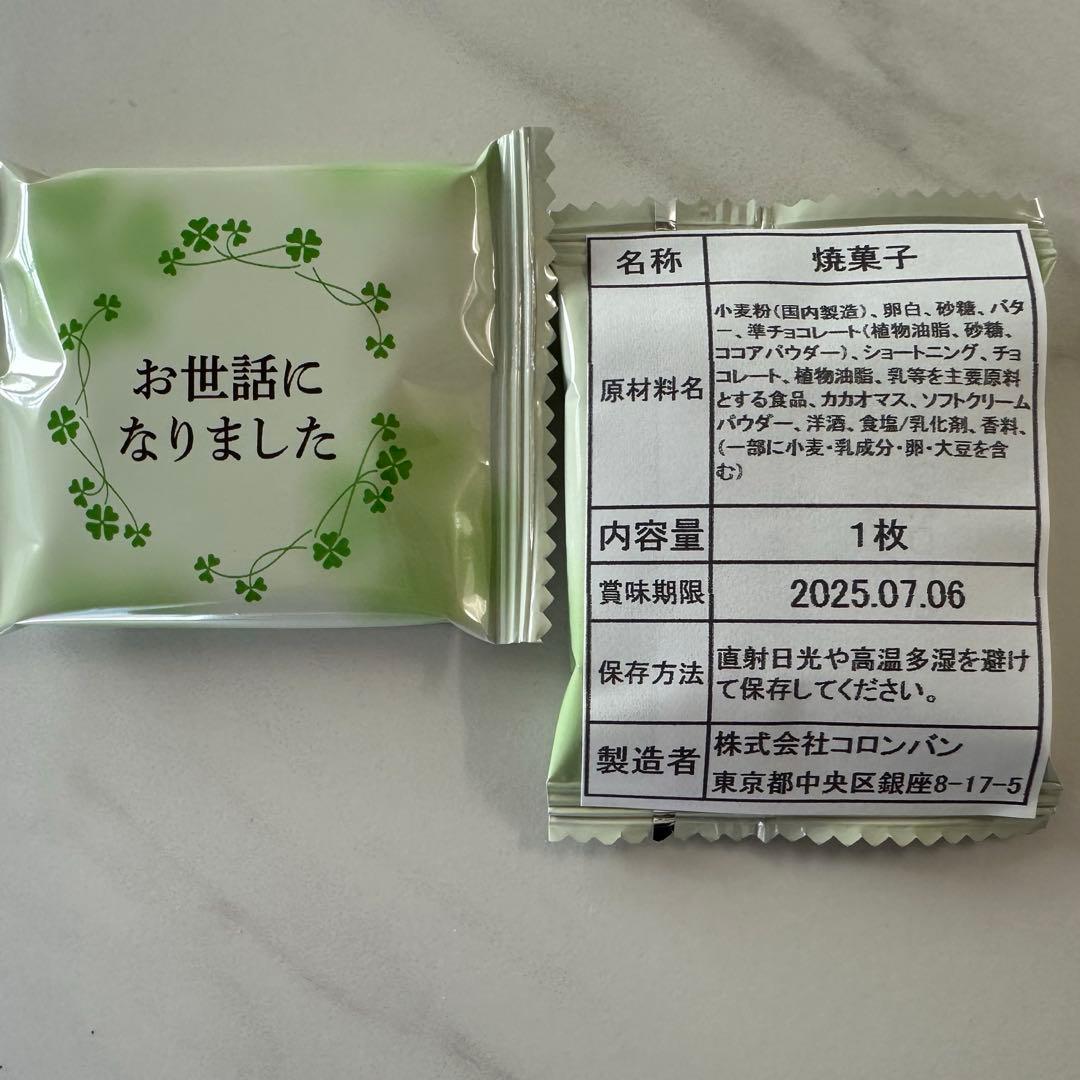 お世話に
なりました
名称
焼菓子
原材料名
小麦粉(国内製造)、卵白、砂糖、バタ
ー、準チョコレート(植物油脂、砂糖、
ココアパウダー)、ショートニング、チョ
コレート、植物油脂、乳等を主要原料
とする食品、カカオマス、ソフトクリーム
パウダー、洋酒、食塩/乳化剤、香料、
(一部に小麦・乳成分・卵・大豆を含
む)
内容量
1枚
賞味期限
2025.07.06
保存方法
直射日光や高温多湿を避け
て保存してください。
製造者
株式会社コロンバン
東京都中央区銀座8-17-5